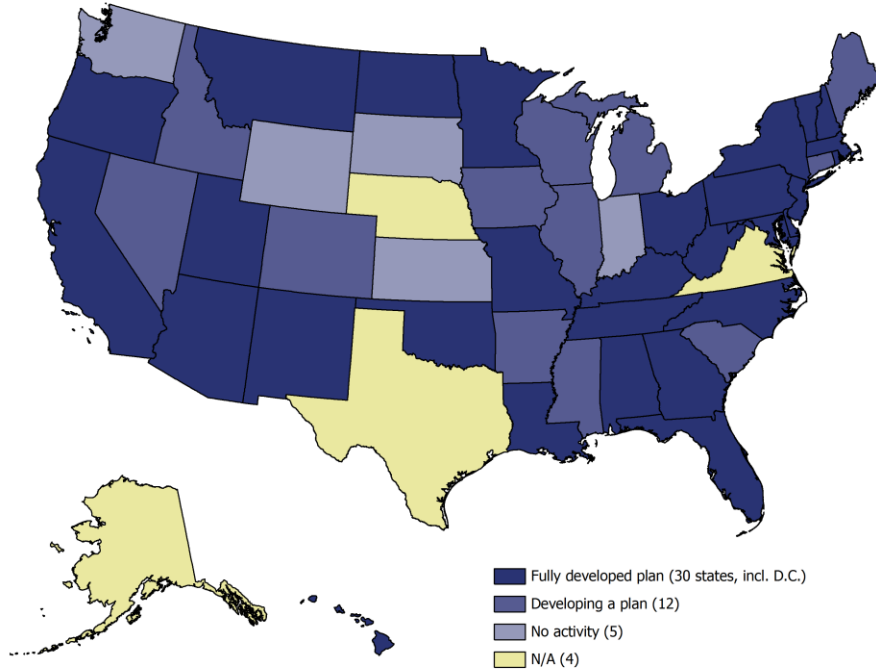 Fully developed plan (30 states, incl. D.C.)
Developing a plan (12)
No activity (5)
N/A (4)